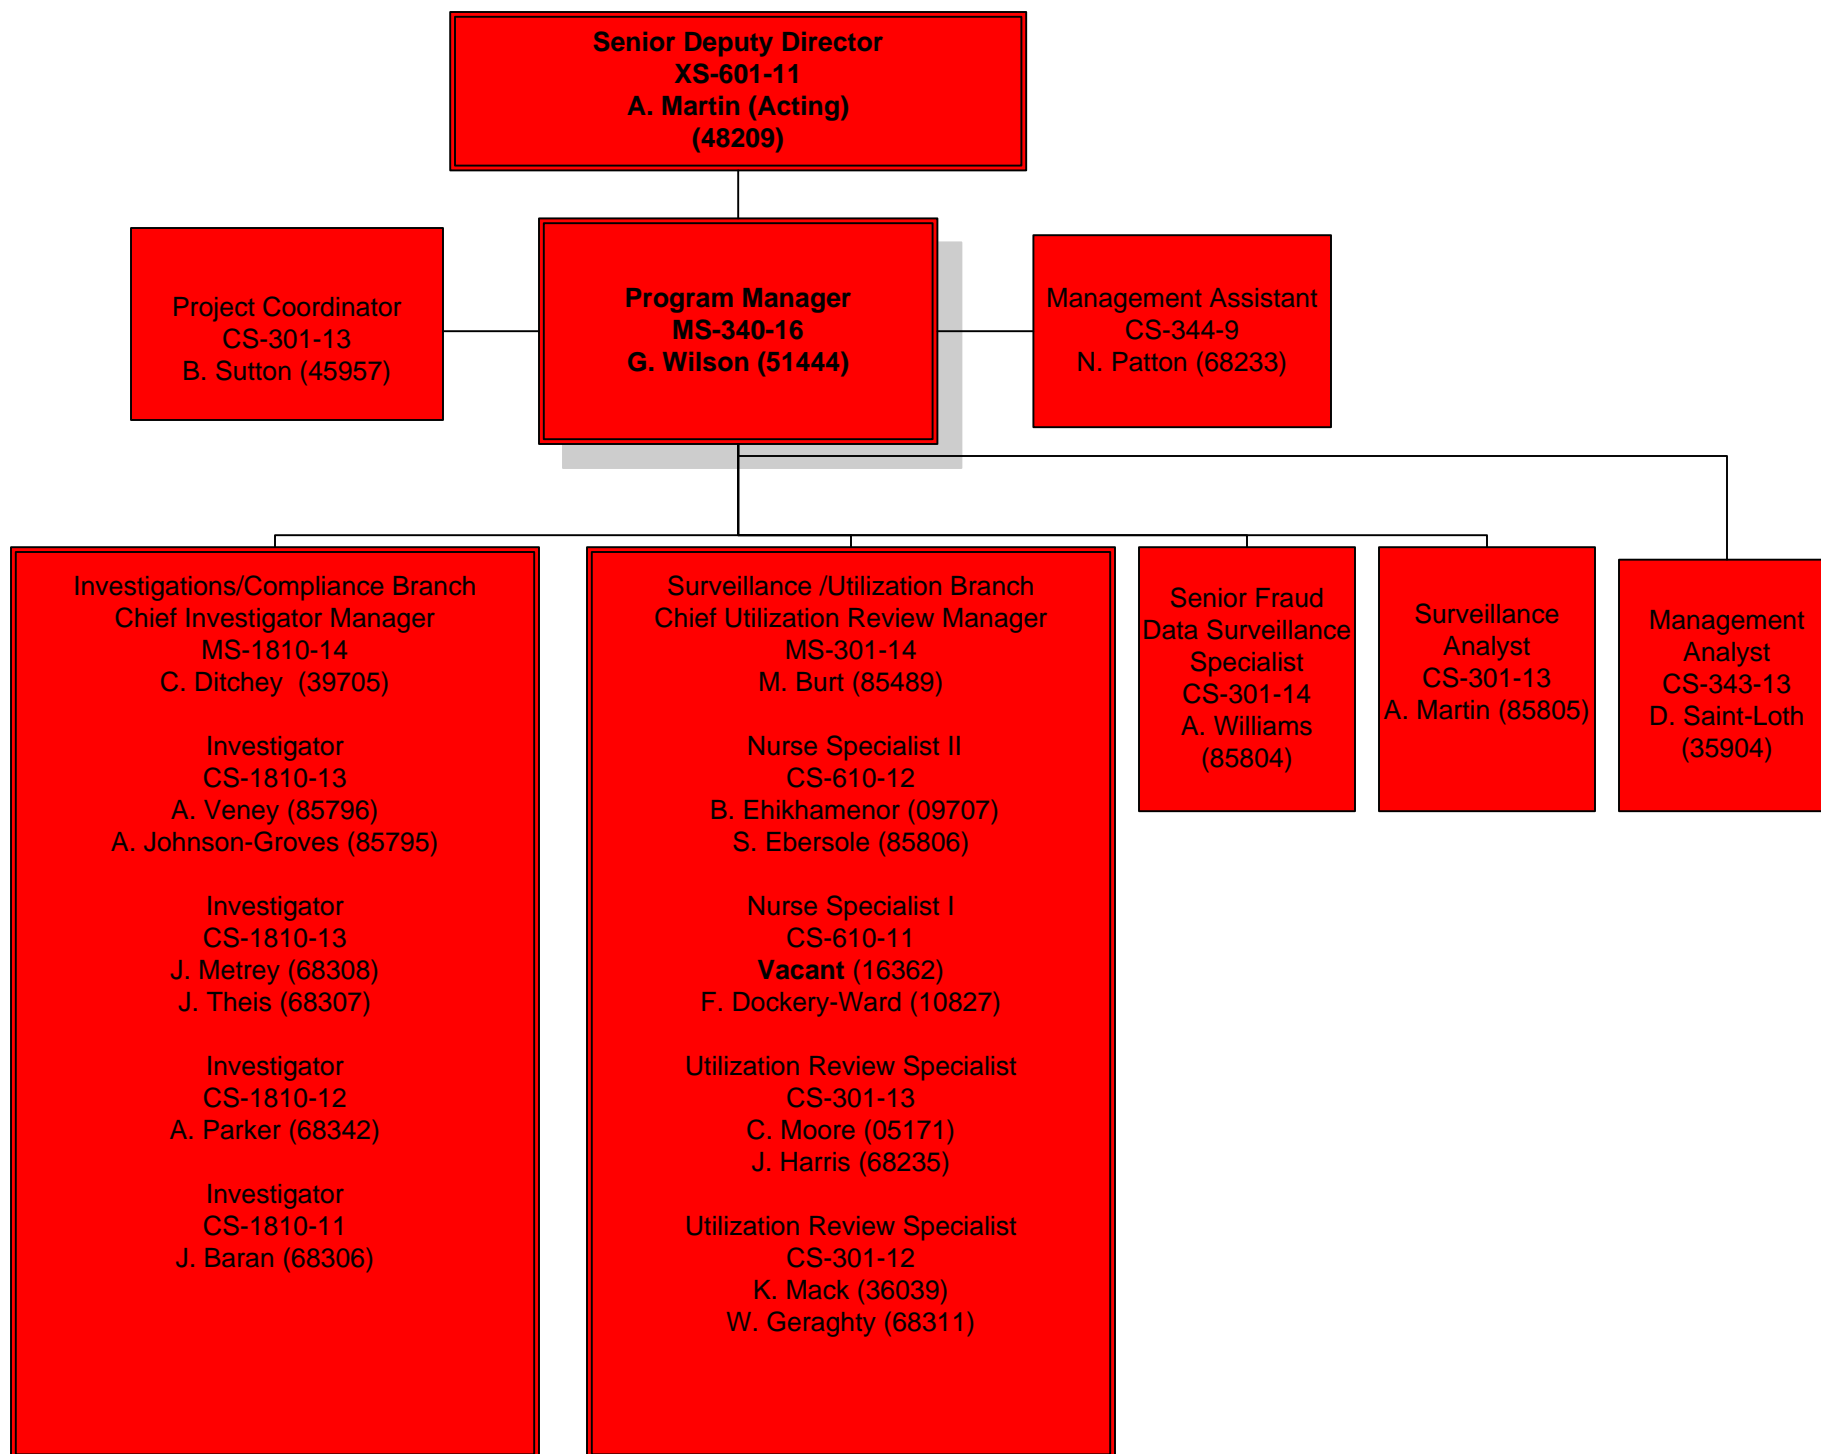 Senior Deputy Director
XS-601-11
A. Martin (Acting)
(48209)
Project Coordinator
CS-301-13
B. Sutton (45957)
Program Manager
MS-340-16
G. Wilson (51444)
Management Assistant
CS-344-9
N. Patton (68233)
Investigations/Compliance Branch
Chief Investigator Manager
MS-1810-14
C. Ditchey (39705)
Investigator
CS-1810-13
A. Veney (85796)
A. Johnson-Groves (85795)
Investigator
CS-1810-13
J. Metrey (68308)
J. Theis (68307)
Investigator
CS-1810-12
A. Parker (68342)
Investigator
CS-1810-11
J. Baran (68306)
Surveillance /Utilization Branch
Chief Utilization Review Manager
MS-301-14
M. Burt (85489)
Nurse Specialist II
CS-610-12
B. Ehikhamenor (09707)
S. Ebersole (85806)
Nurse Specialist I
CS-610-11
Vacant (16362)
F. Dockery-Ward (10827)
Utilization Review Specialist
CS-301-13
C. Moore (05171)
J. Harris (68235)
Utilization Review Specialist
CS-301-12
K. Mack (36039)
W. Geraghty (68311)
Senior Fraud
Data Surveillance
Specialist
CS-301-14
A. Williams
(85804)
Surveillance
Analyst
CS-301-13
A. Martin (85805)
Management
Analyst
CS-343-13
D. Saint-Loth
(35904)